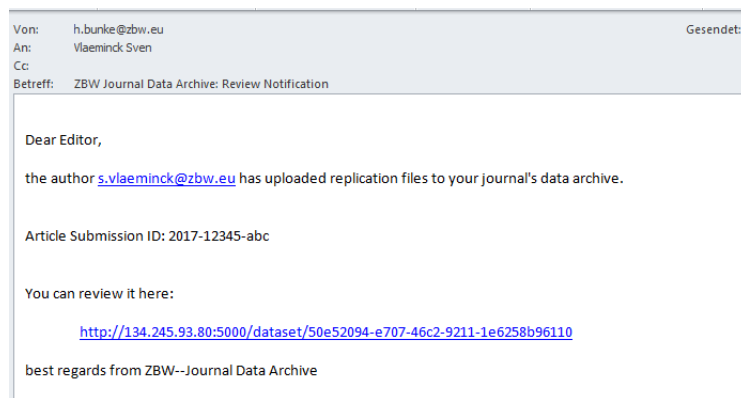 Von: h.bunke@zbw.eu Gesendet:
An: Vlaeminck Sven
Cc:
Betreff: ZBW Journal Data Archive: Review Notification
Dear Editor,
the author s.vlaeminck@zbw.eu has uploaded replication files to your journal's data archive.
Article Submission ID: 2017-12345-abc
You can review it here:
http://134.245.93.80:5000/dataset/50e52094-e707-46c2-9211-1e6258b96110
best regards from ZBW--Journal Data Archive